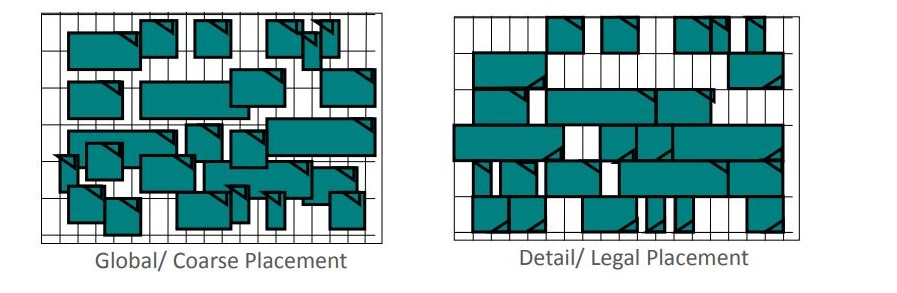 Global/ Coarse Placement
Detail/ Legal Placement